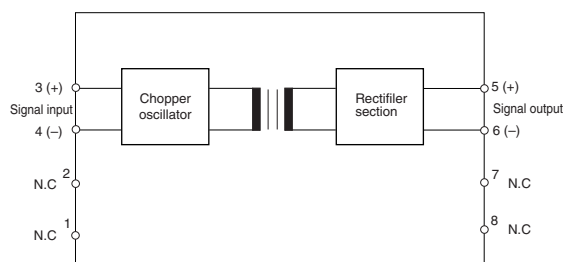 3 (+)
Signal input
4 (−)
Chopper
oscillator
Rectifiler
section
5 (+)
Signal output
6 (−)
N.C 2
7 N.C
N.C 1
8 N.C